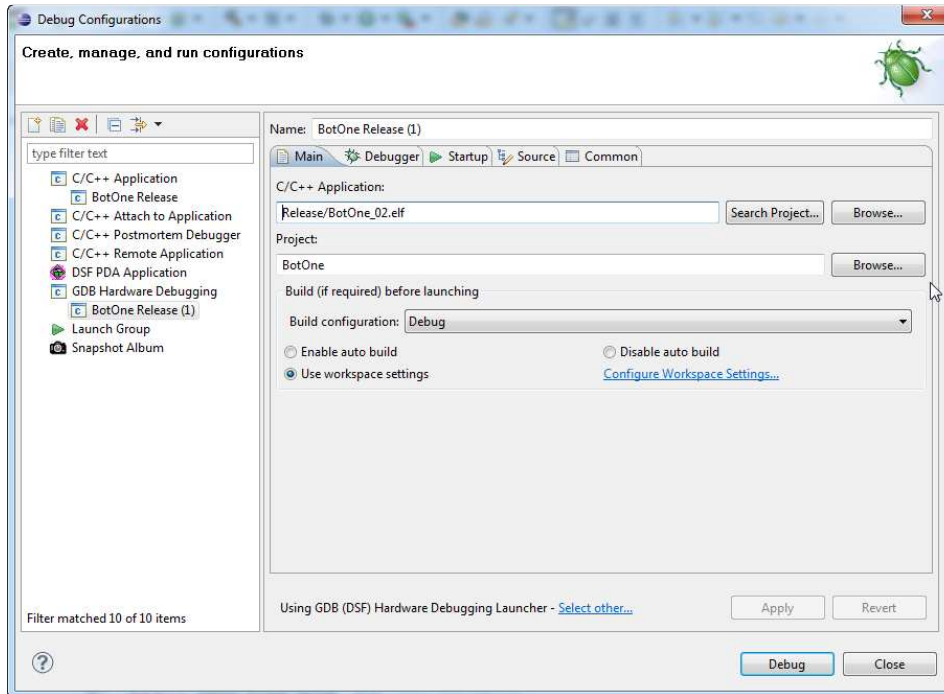 Debug Configurations
Create, manage, and run configurations
type filter text
C/C++ Application
BotOne Release
C/C++ Attach to Application
C/C++ Postmortem Debugger
C/C++ Remote Application
DSF PDA Application
GDB Hardware Debugging
BotOne Release (1)
Launch Group
Snapshot Album
Filter matched 10 of 10 items
Name: BotOne Release (1)
Main Debugger Startup Source Common
C/C++ Application:
Release/BotOne_02.elf Search Project... Browse...
Project:
BotOne Browse...
Build (if required) before launching
Build configuration: Debug
Enable auto build Disable auto build
Use workspace settings Configure Workspace Settings...
Using GDB (DSF) Hardware Debugging Launcher - Select other... Apply Revert
Debug Close